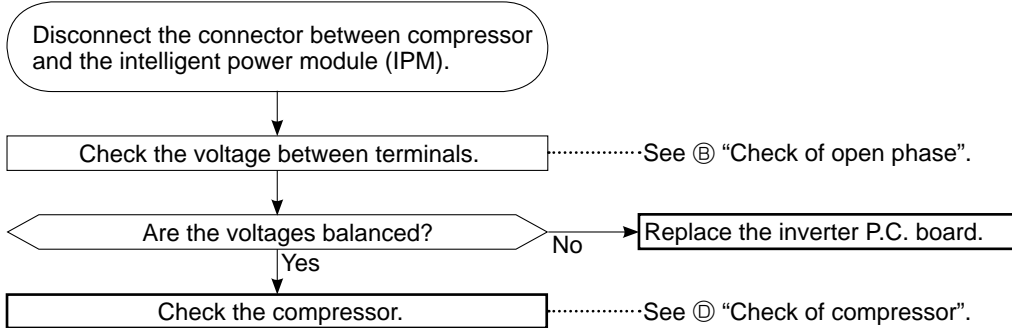 Disconnect the connector between compressor
and the intelligent power module (IPM).
Check the voltage between terminals.
See Ⓑ “Check of open phase”.
Are the voltages balanced?
No
Replace the inverter P.C. board.
Yes
Check the compressor.
See Ⓓ “Check of compressor”.